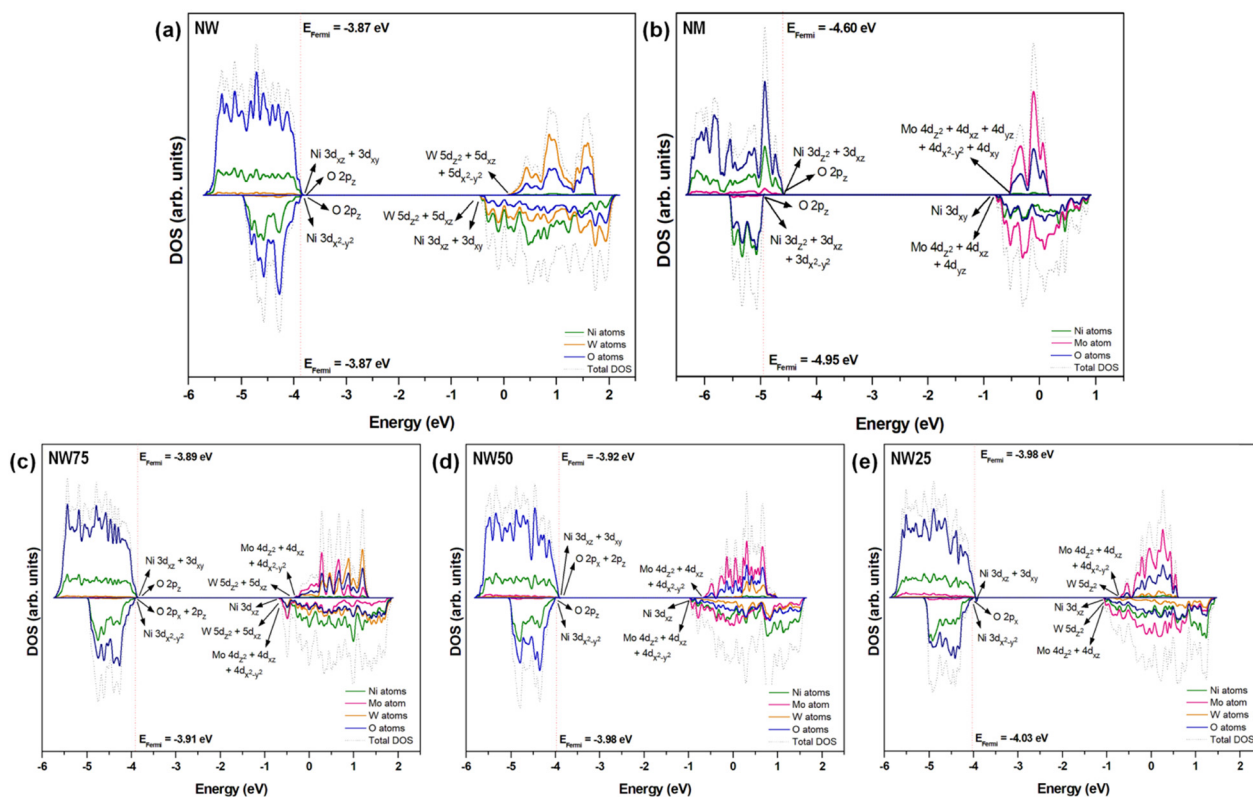 (a) NW
E_Fermi = -3.87 eV
Ni 3d_xz + 3d_xy
O 2p_z
O 2p_z
Ni 3d_x²-y²
W 5d_z² + 5d_xz
+ 5d_x²-y²
W 5d_z² + 5d_xz
Ni 3d_xz + 3d_xy
Ni atoms
W atoms
O atoms
Total DOS
E_Fermi = -3.87 eV
DOS (arb. units)
-6 -5 -4 -3 -2 -1 0 1 2
Energy (eV)
(b) NM
E_Fermi = -4.60 eV
Ni 3d_z² + 3d_xz
O 2p_z
O 2p_z
Ni 3d_z² + 3d_xz
+ 3d_x²-y²
Mo 4d_z² + 4d_xz + 4d_yz
+ 4d_x²-y² + 4d_xy
Ni 3d_xy
Mo 4d_z² + 4d_xz
+ 4d_yz
Ni atoms
Mo atom
O atoms
Total DOS
E_Fermi = -4.95 eV
DOS (arb. units)
-6 -5 -4 -3 -2 -1 0 1
Energy (eV)
(c) NW75
E_Fermi = -3.89 eV
Ni 3d_xz + 3d_xy
O 2p_z
O 2p_x + 2p_z
Ni 3d_x²-y²
Mo 4d_z² + 4d_xz
+ 4d_x²-y²
W 5d_z² + 5d_xz
Ni 3d_xz
W 5d_z² + 5d_xz
Mo 4d_z² + 4d_xz
+ 4d_x²-y²
Ni atoms
Mo atom
W atoms
O atoms
Total DOS
E_Fermi = -3.91 eV
DOS (arb. units)
-6 -5 -4 -3 -2 -1 0 1 2
Energy (eV)
(d) NW50
E_Fermi = -3.92 eV
Ni 3d_xz + 3d_xy
O 2p_x + 2p_z
O 2p_z
Ni 3d_x²-y²
Mo 4d_z² + 4d_xz
+ 4d_x²-y²
Ni 3d_xz
Mo 4d_z² + 4d_xz
+ 4d_x²-y²
Ni atoms
Mo atom
W atoms
O atoms
Total DOS
E_Fermi = -3.98 eV
DOS (arb. units)
-6 -5 -4 -3 -2 -1 0 1 2
Energy (eV)
(e) NW25
E_Fermi = -3.98 eV
Ni 3d_xz + 3d_xy
O 2p_x
Ni 3d_x²-y²
Mo 4d_z² + 4d_xz
+ 4d_x²-y²
W 5d_z²
Ni 3d_xz
W 5d_z²
Mo 4d_z² + 4d_xz
Ni atoms
Mo atom
W atoms
O atoms
Total DOS
E_Fermi = -4.03 eV
DOS (arb. units)
-6 -5 -4 -3 -2 -1 0 1 2
Energy (eV)